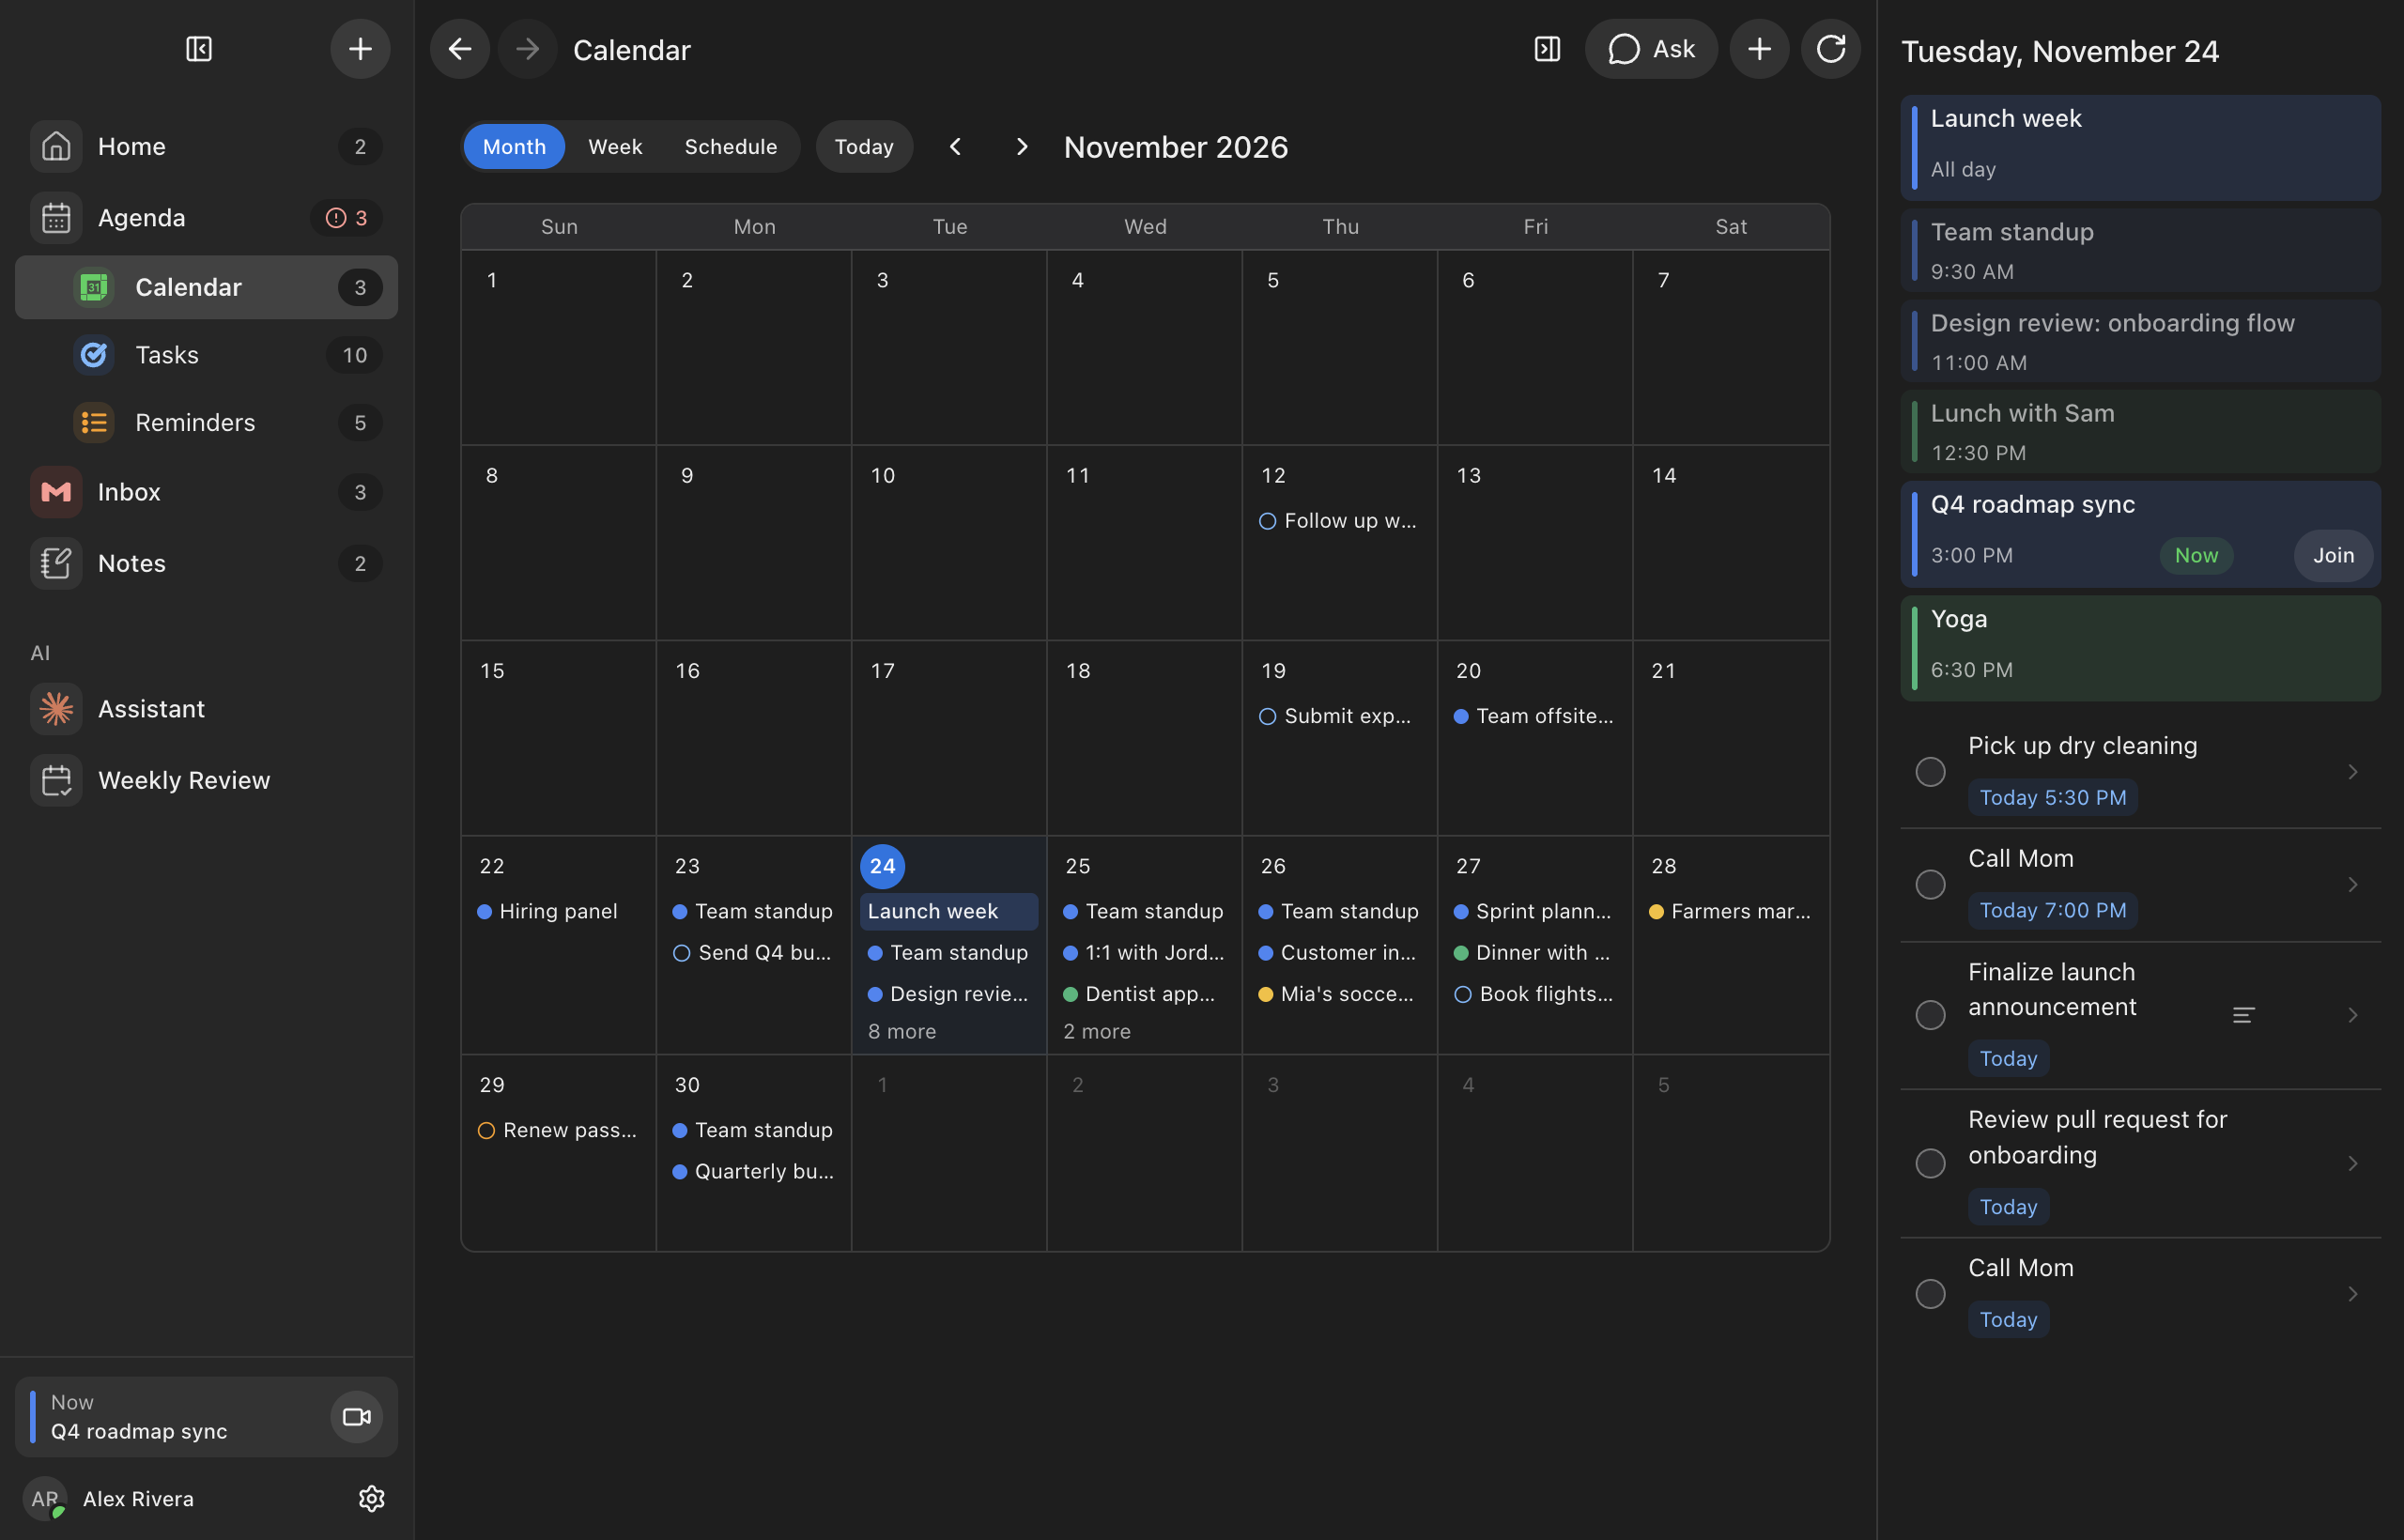 Home 2
Agenda 3
Calendar 3
Tasks 10
Reminders 5
Inbox 3
Notes 2
AI
Assistant
Weekly Review
Now
Q4 roadmap sync
AR Alex Rivera
Calendar
Ask
Month Week Schedule Today November 2026
Sun Mon Tue Wed Thu Fri Sat
1 2 3 4 5 6 7
8 9 10 11 12 13 14
Follow up w...
15 16 17 18 19 20 21
Submit exp... Team offsite...
22 23 24 25 26 27 28
Hiring panel Team standup Launch week Team standup Team standup Sprint plann... Farmers mar...
Send Q4 bu... Team standup 1:1 with Jord... Customer in... Dinner with ...
Design revie... Dentist app... Mia's socce... Book flights...
8 more 2 more
29 30 1 2 3 4 5
Renew pass... Team standup
Quarterly bu...
Tuesday, November 24
Launch week
All day
Team standup
9:30 AM
Design review: onboarding flow
11:00 AM
Lunch with Sam
12:30 PM
Q4 roadmap sync
3:00 PM Now Join
Yoga
6:30 PM
Pick up dry cleaning
Today 5:30 PM
Call Mom
Today 7:00 PM
Finalize launch
announcement
Today
Review pull request for
onboarding
Today
Call Mom
Today